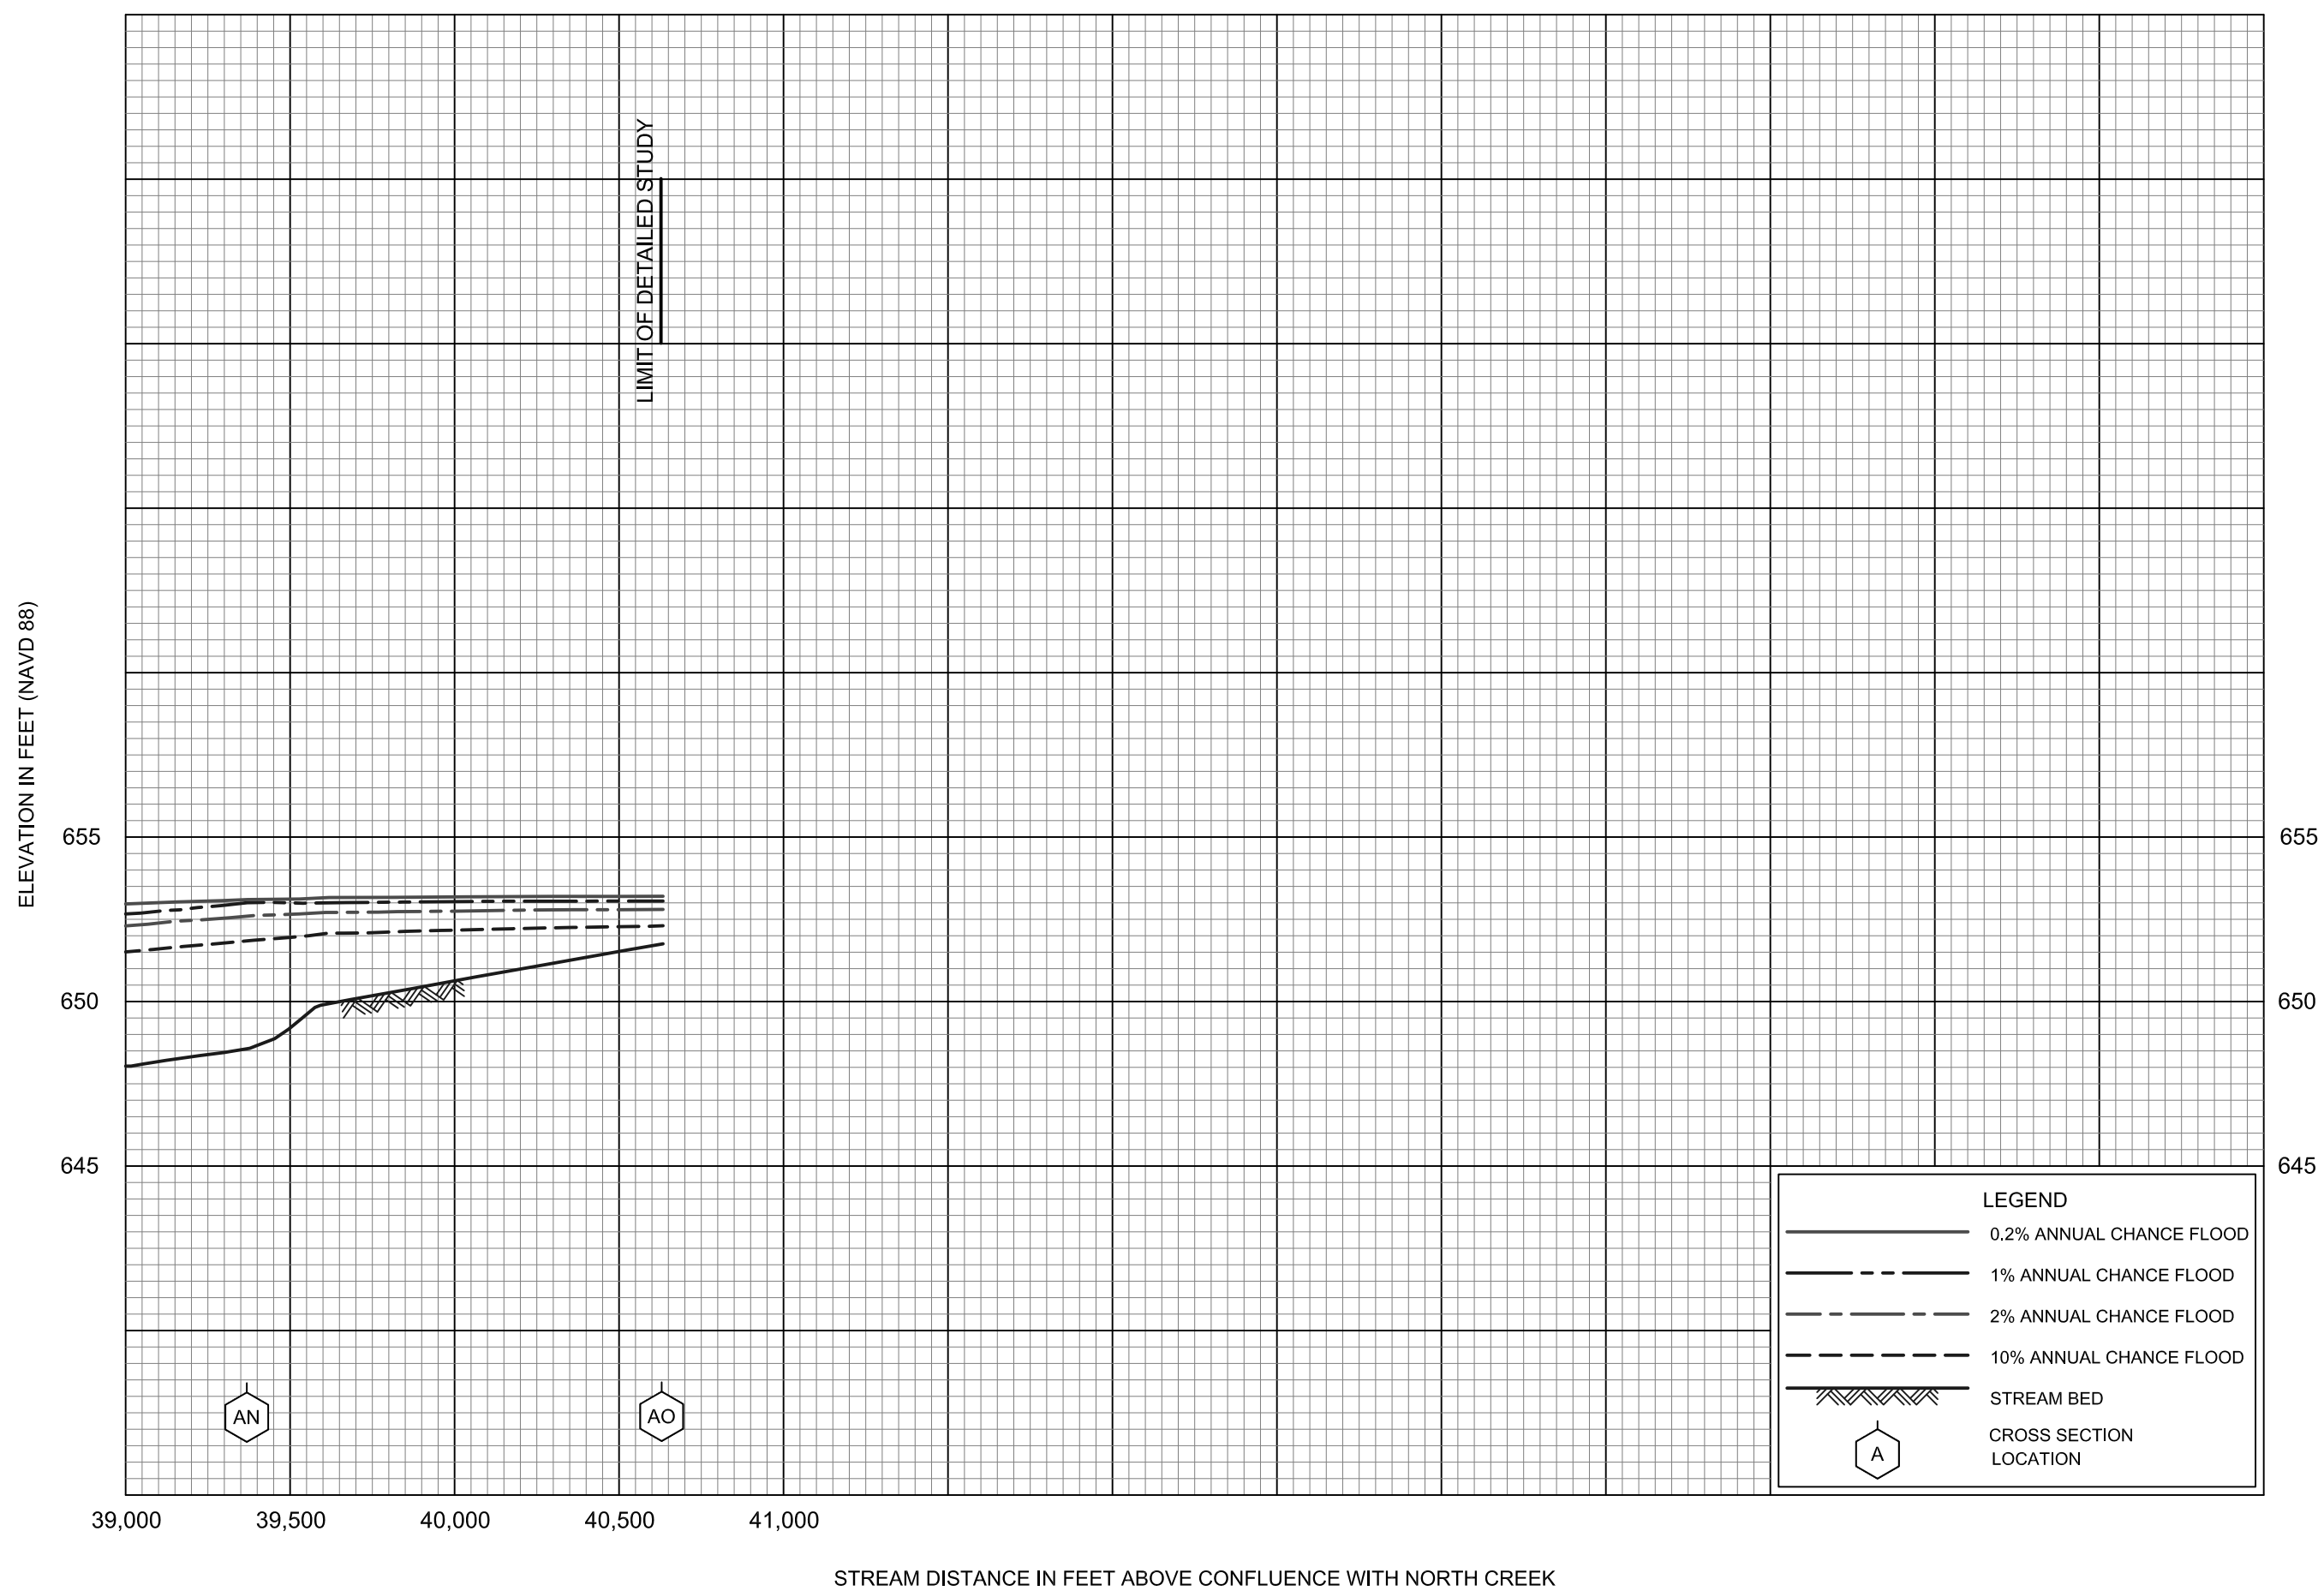 LIMIT OF DETAILED STUDY
ELEVATION IN FEET (NAVD 88)
655
655
650
650
645
645
LEGEND
0.2% ANNUAL CHANCE FLOOD
1% ANNUAL CHANCE FLOOD
2% ANNUAL CHANCE FLOOD
10% ANNUAL CHANCE FLOOD
STREAM BED
A
CROSS SECTION
LOCATION
AN
AO
39,000
39,500
40,000
40,500
41,000
STREAM DISTANCE IN FEET ABOVE CONFLUENCE WITH NORTH CREEK